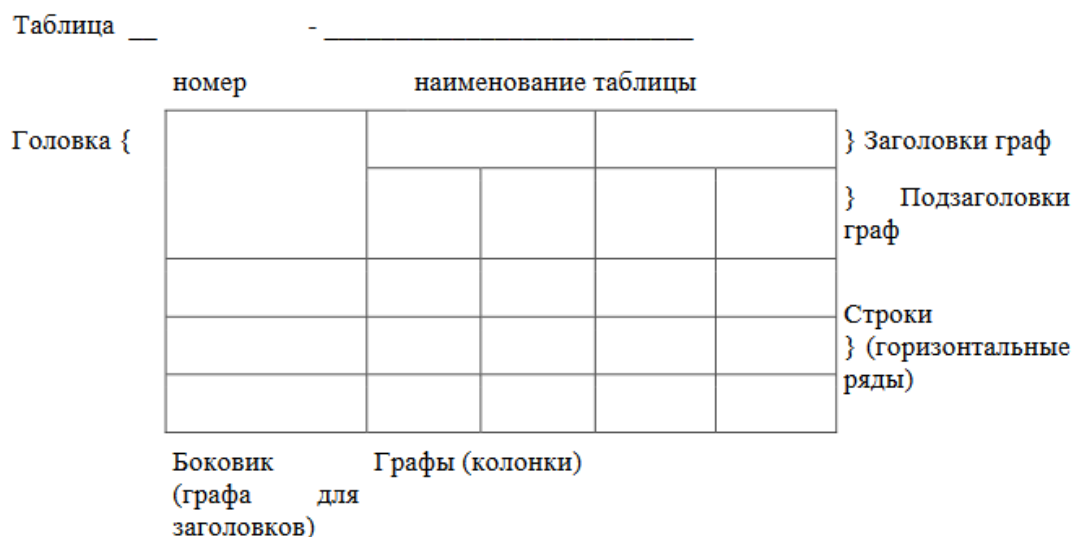 Таблица __ - __________________________
номер наименование таблицы
Головка { } Заголовки граф
} Подзаголовки
граф
Строки
} (горизонтальные
ряды)
Боковик Графы (колонки)
(графа для
заголовков)